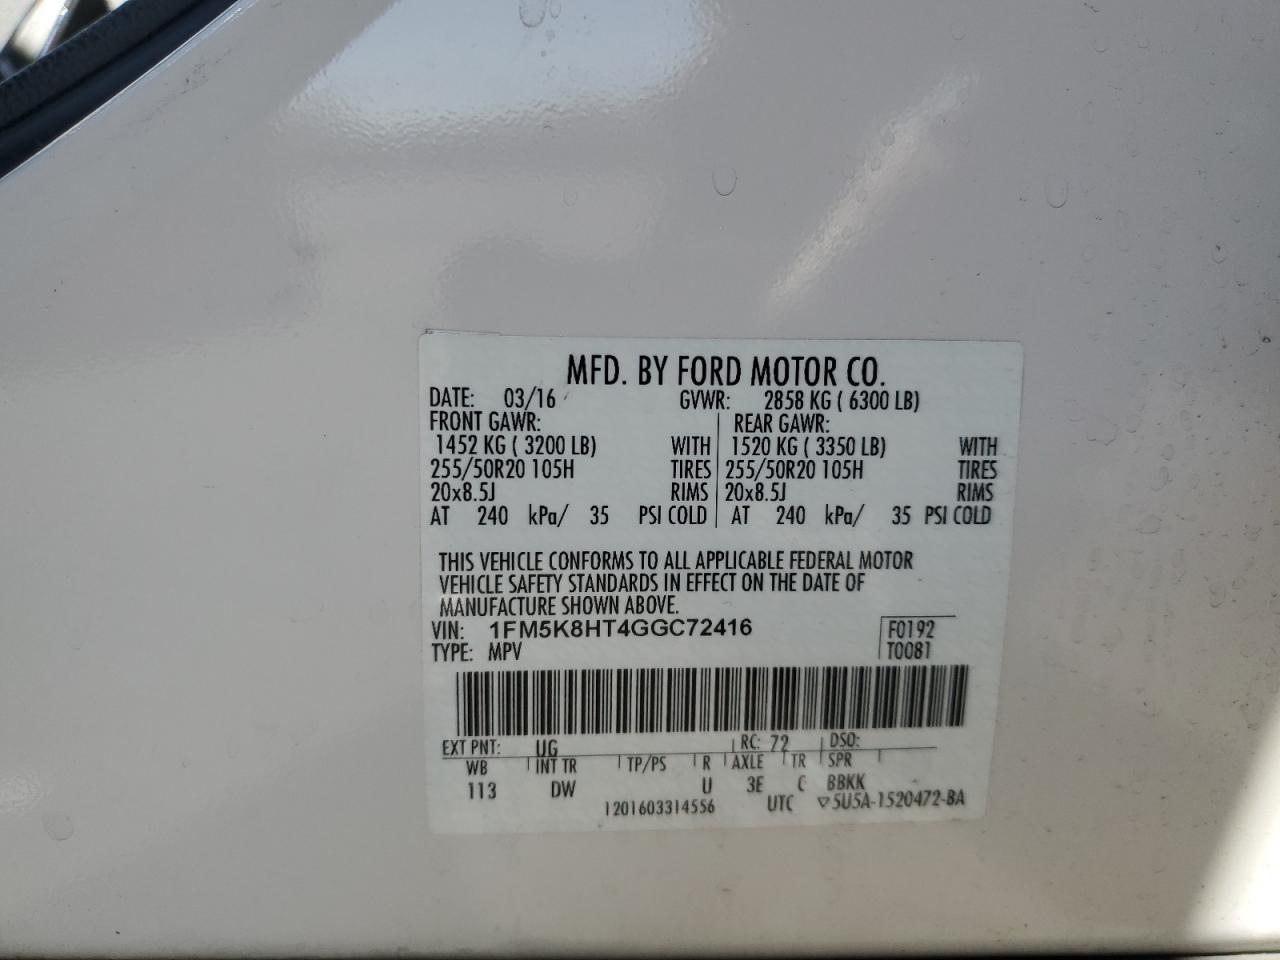 MFD. BY FORD MOTOR CO.
DATE: 03/16 GVWR: 2858 KG ( 6300 LB)
FRONT GAWR: REAR GAWR:
1452 KG ( 3200 LB) WITH 1520 KG ( 3350 LB) WITH
255/50R20 105H TIRES 255/50R20 105H TIRES
20x8.5J RIMS 20x8.5J RIMS
AT 240 kPa/ 35 PSI COLD AT 240 kPa/ 35 PSI COLD
THIS VEHICLE CONFORMS TO ALL APPLICABLE FEDERAL MOTOR
VEHICLE SAFETY STANDARDS IN EFFECT ON THE DATE OF
MANUFACTURE SHOWN ABOVE.
VIN: 1FM5K8HT4GGC72416 F0192
TYPE: MPV T0081
EXT PNT: UG RC: 72 DSO:
WB INT TR TP/PS R AXLE TR SPR
113 DW U 3E C BBKK
1201603314556 UTC ▽5U5A-1520472-BA